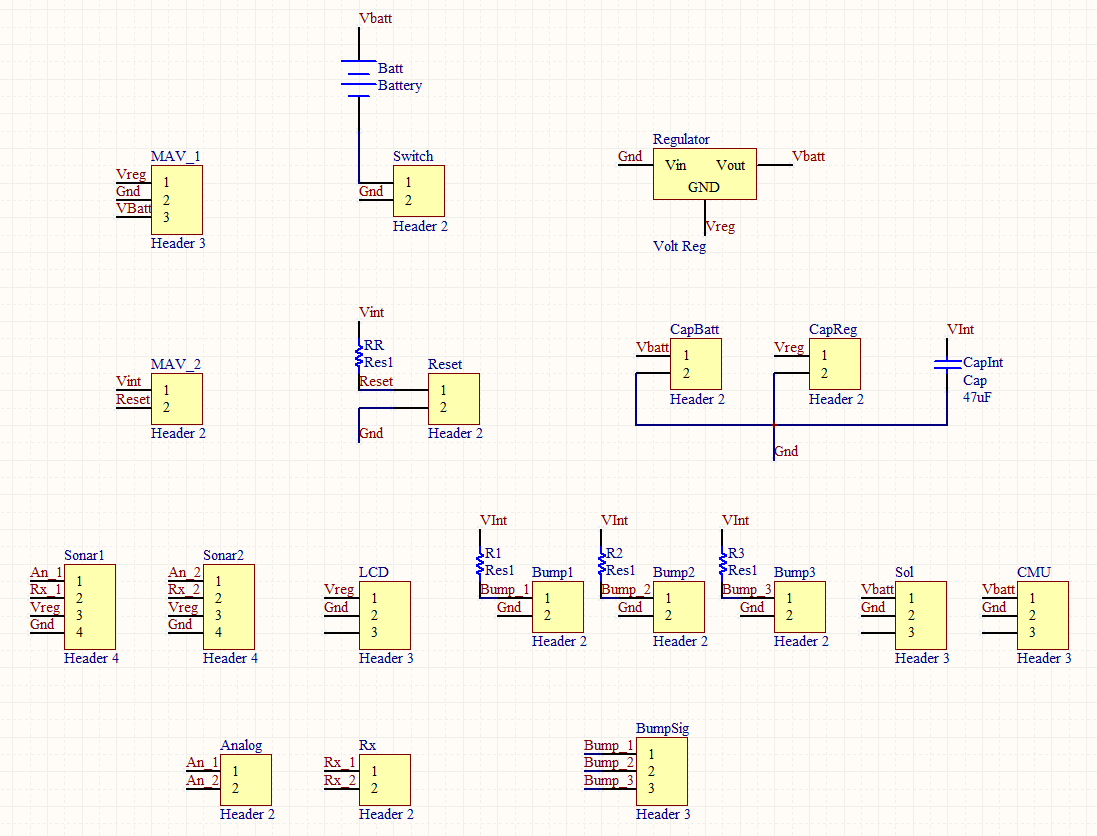 Vbatt
Batt
Battery
MAV_1
Vreg
Gnd
VBatt
1
2
3
Header 3
Switch
Gnd
1
2
Header 2
Regulator
Gnd
Vin
Vout
GND
Vbatt
Vreg
Volt Reg
MAV_2
Vint
Reset
1
2
Header 2
Vint
RR
Res1
Reset
Gnd
Reset
1
2
Header 2
CapBatt
Vbatt
1
2
Header 2
CapReg
Vreg
1
2
Header 2
Gnd
VInt
CapInt
Cap
47uF
Sonar1
An_1
Rx_1
Vreg
Gnd
1
2
3
4
Header 4
Sonar2
An_2
Rx_2
Vreg
Gnd
1
2
3
4
Header 4
LCD
Vreg
Gnd
1
2
3
Header 3
VInt
R1
Res1
Bump_1
Gnd
Bump1
1
2
Header 2
VInt
R2
Res1
Bump_2
Gnd
Bump2
1
2
Header 2
VInt
R3
Res1
Bump_3
Gnd
Bump3
1
2
Header 2
Sol
Vbatt
Gnd
1
2
3
Header 3
CMU
Vbatt
Gnd
1
2
3
Header 3
Analog
An_1
An_2
1
2
Header 2
Rx
Rx_1
Rx_2
1
2
Header 2
BumpSig
Bump_1
Bump_2
Bump_3
1
2
3
Header 3